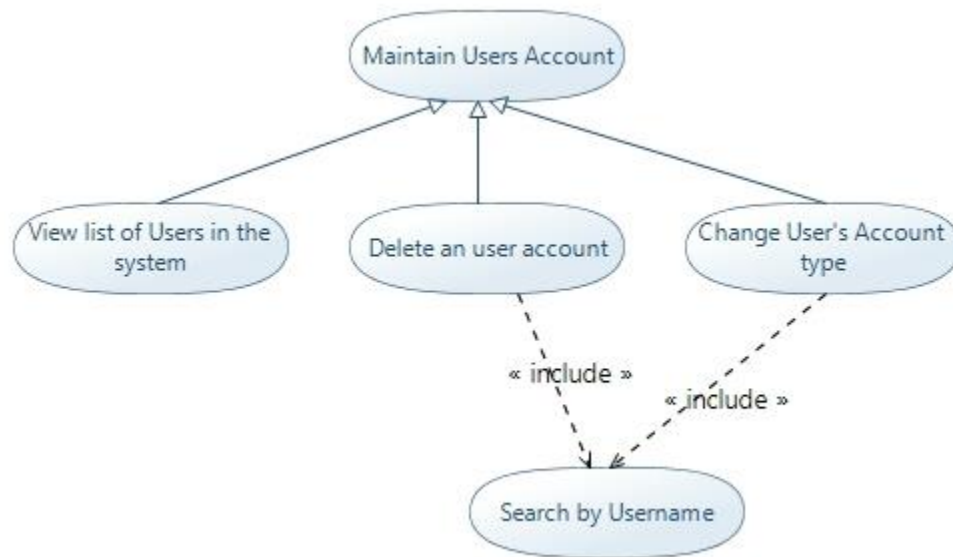 Maintain Users Account
View list of Users in the
system
Delete an user account
Change User's Account
type
« include »
« include »
Search by Username